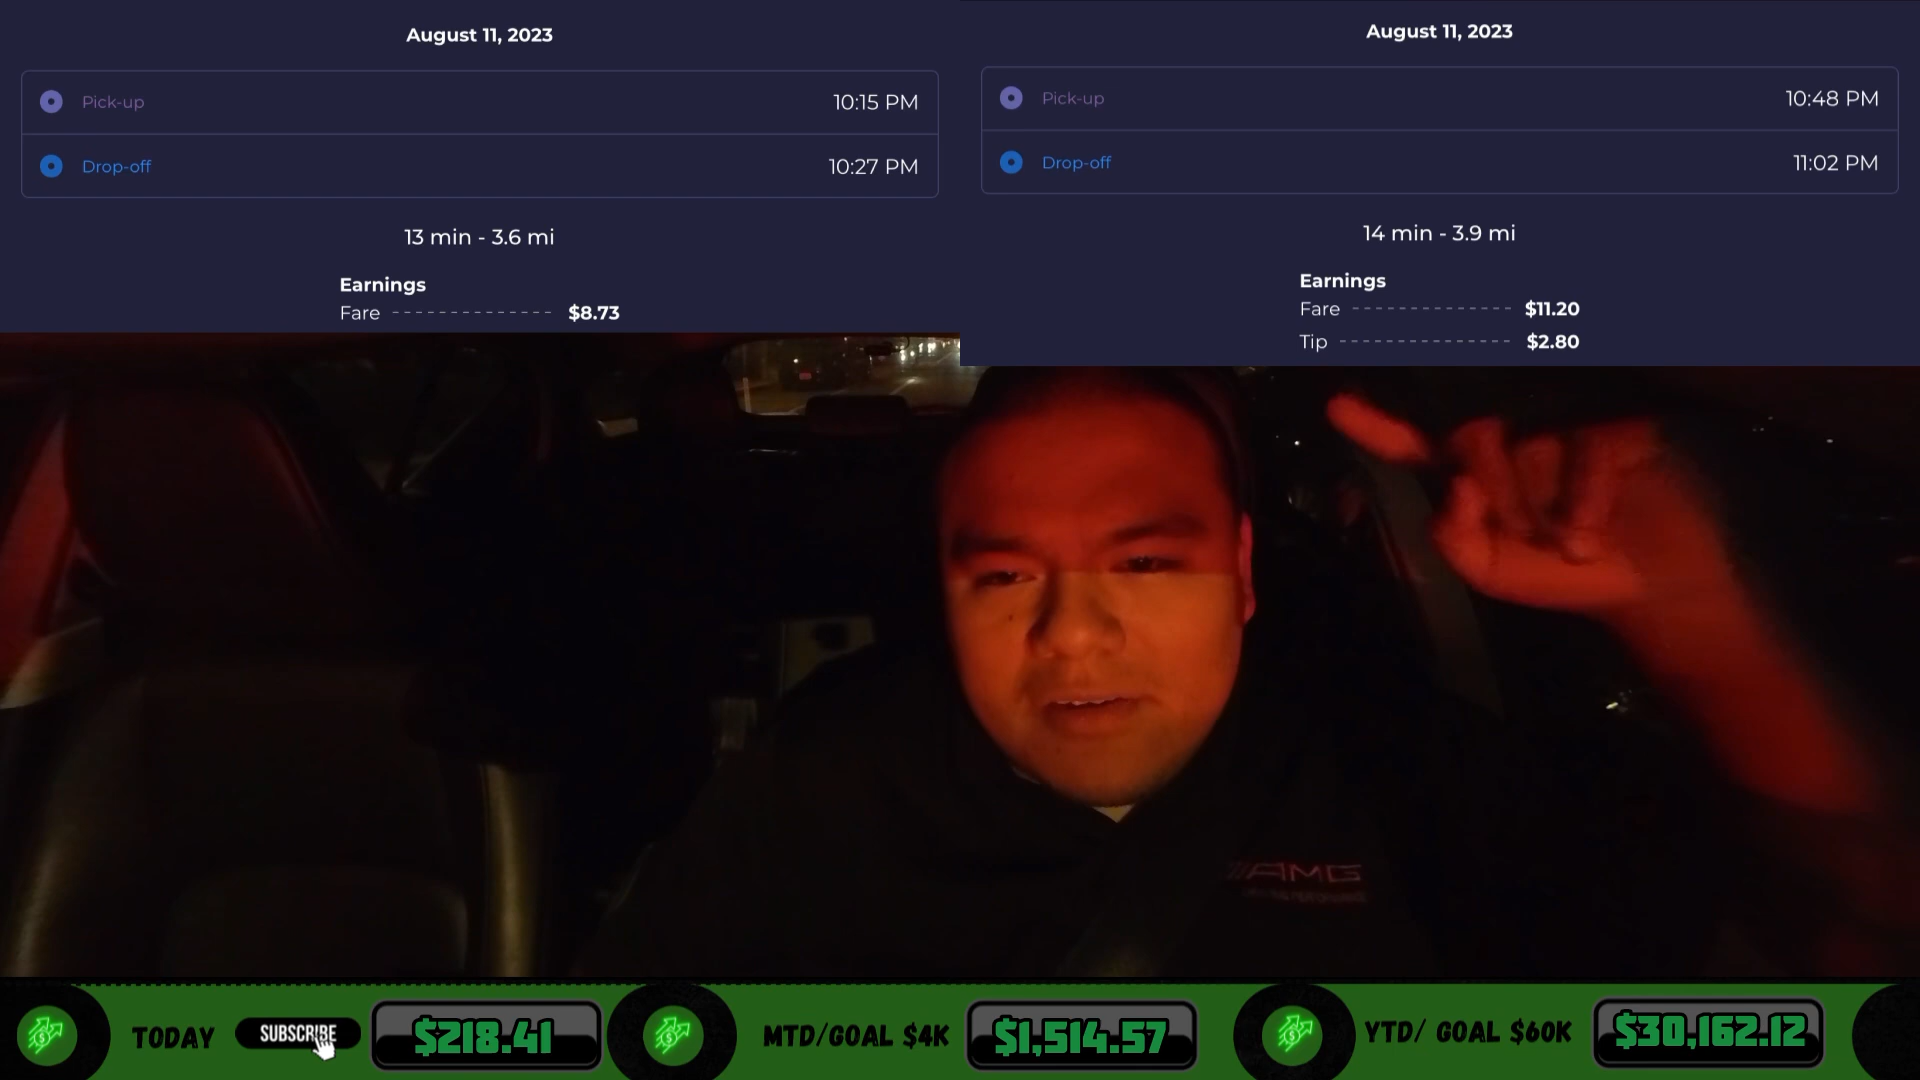 August 11, 2023
Pick-up 10:15 PM
Drop-off 10:27 PM
13 min - 3.6 mi
Earnings
Fare $8.73
August 11, 2023
Pick-up 10:48 PM
Drop-off 11:02 PM
14 min - 3.9 mi
Earnings
Fare $11.20
Tip $2.80
AMG
TODAY SUBSCRIBE $218.41 MTD/GOAL $4K $1,514.57 YTD/ GOAL $60K $30,162.12